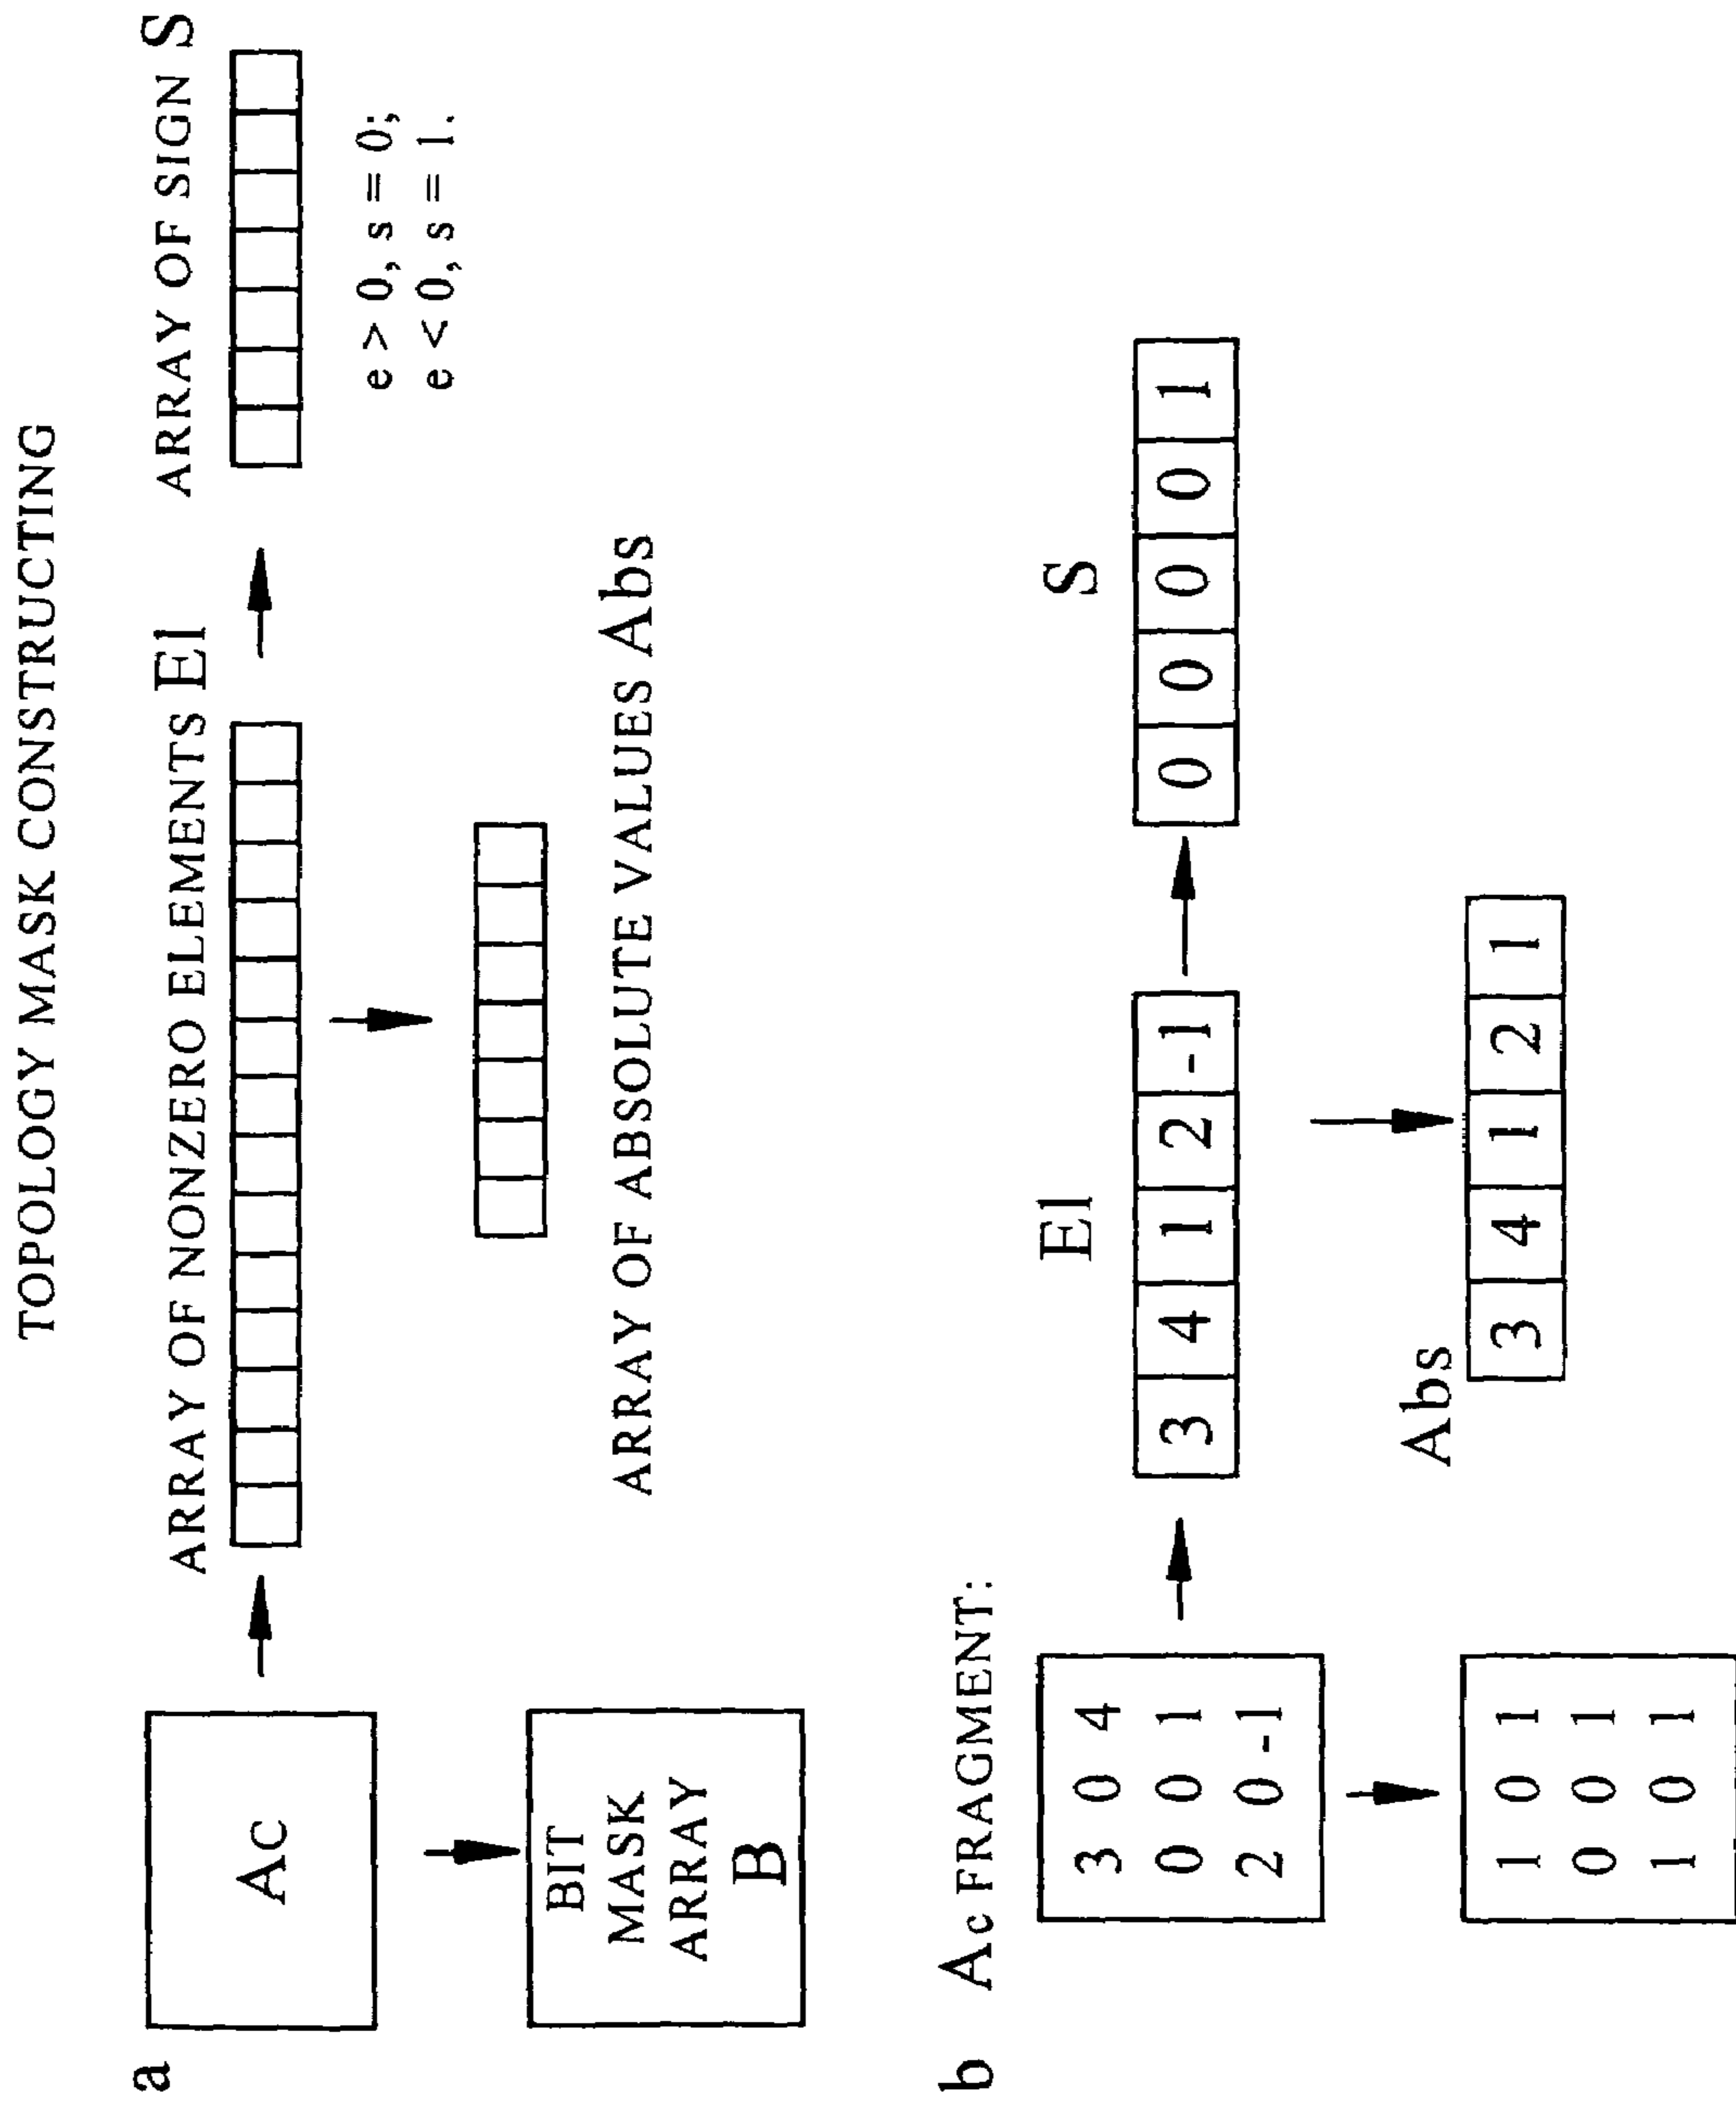 TOPOLOGY MASK CONSTRUCTING
a
Ac
ARRAY OF NONZERO ELEMENTS El
ARRAY OF SIGN S
e > 0, s = 0;
e < 0, s = 1.
BIT
MASK
ARRAY
B
ARRAY OF ABSOLUTE VALUES Abs
b Ac FRAGMENT:
3 0 4
0 0 1
2 0 -1
El
3 4 1 2 -1
S
0 0 0 0 1
Abs
3 4 1 2 1
1 0 1
0 0 1
1 0 1